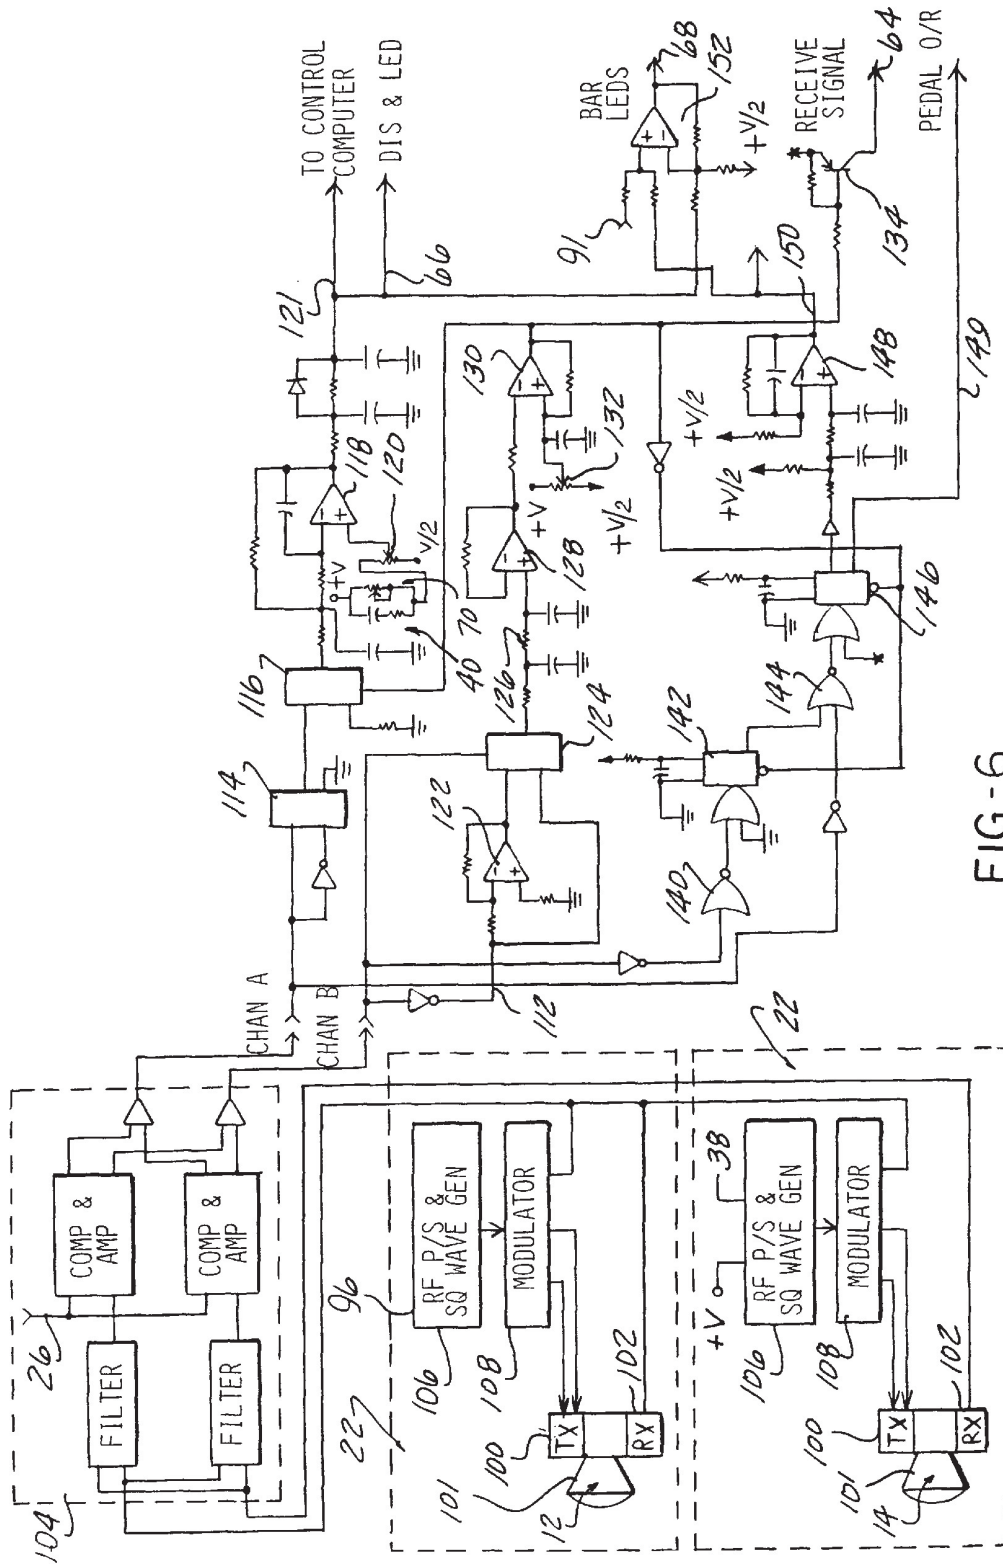 104
26
FILTER
FILTER
COMP &
AMP
COMP &
AMP
CHAN A
CHAN B
112
114
116
40
70
+V
V/2
118
120
121
TO CONTROL
COMPUTER
DIS & LED
66
122
124
126
128
130
132
+V
+V/2
91
BAR
LEDS
68
152
+V/2
RECEIVE
SIGNAL
64
134
PEDAL O/R
149
150
148
+V/2
+V/2
146
144
142
140
22
96
RF P/S &
SQ WAVE GEN
106
MODULATOR
108
TX
RX
100
101
102
12
22
+V
38
RF P/S &
SQ WAVE GEN
106
MODULATOR
108
TX
RX
100
101
102
14
FIG-6